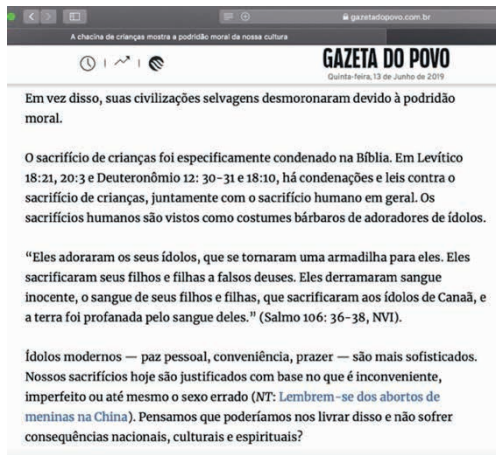 gazetadopovo.com.br
A chacina de crianças mostra a podridão moral da nossa cultura
GAZETA DO POVO
Quinta-feira, 13 de Junho de 2019
Em vez disso, suas civilizações selvagens desmoronaram devido à podridão
moral.
O sacrifício de crianças foi especificamente condenado na Bíblia. Em Levítico
18:21, 20:3 e Deuteronômio 12: 30-31 e 18:10, há condenações e leis contra o
sacrifício de crianças, juntamente com o sacrifício humano em geral. Os
sacrifícios humanos são vistos como costumes bárbaros de adoradores de ídolos.
“Eles adoraram os seus ídolos, que se tornaram uma armadilha para eles. Eles
sacrificaram seus filhos e filhas a falsos deuses. Eles derramaram sangue
inocente, o sangue de seus filhos e filhas, que sacrificaram aos ídolos de Canaã, e
a terra foi profanada pelo sangue deles.” (Salmo 106: 36-38, NVI).
Ídolos modernos — paz pessoal, conveniência, prazer — são mais sofisticados.
Nossos sacrifícios hoje são justificados com base no que é inconveniente,
imperfeito ou até mesmo o sexo errado (NT: Lembrem-se dos abortos de
meninas na China). Pensamos que poderíamos nos livrar disso e não sofrer
consequências nacionais, culturais e espirituais?